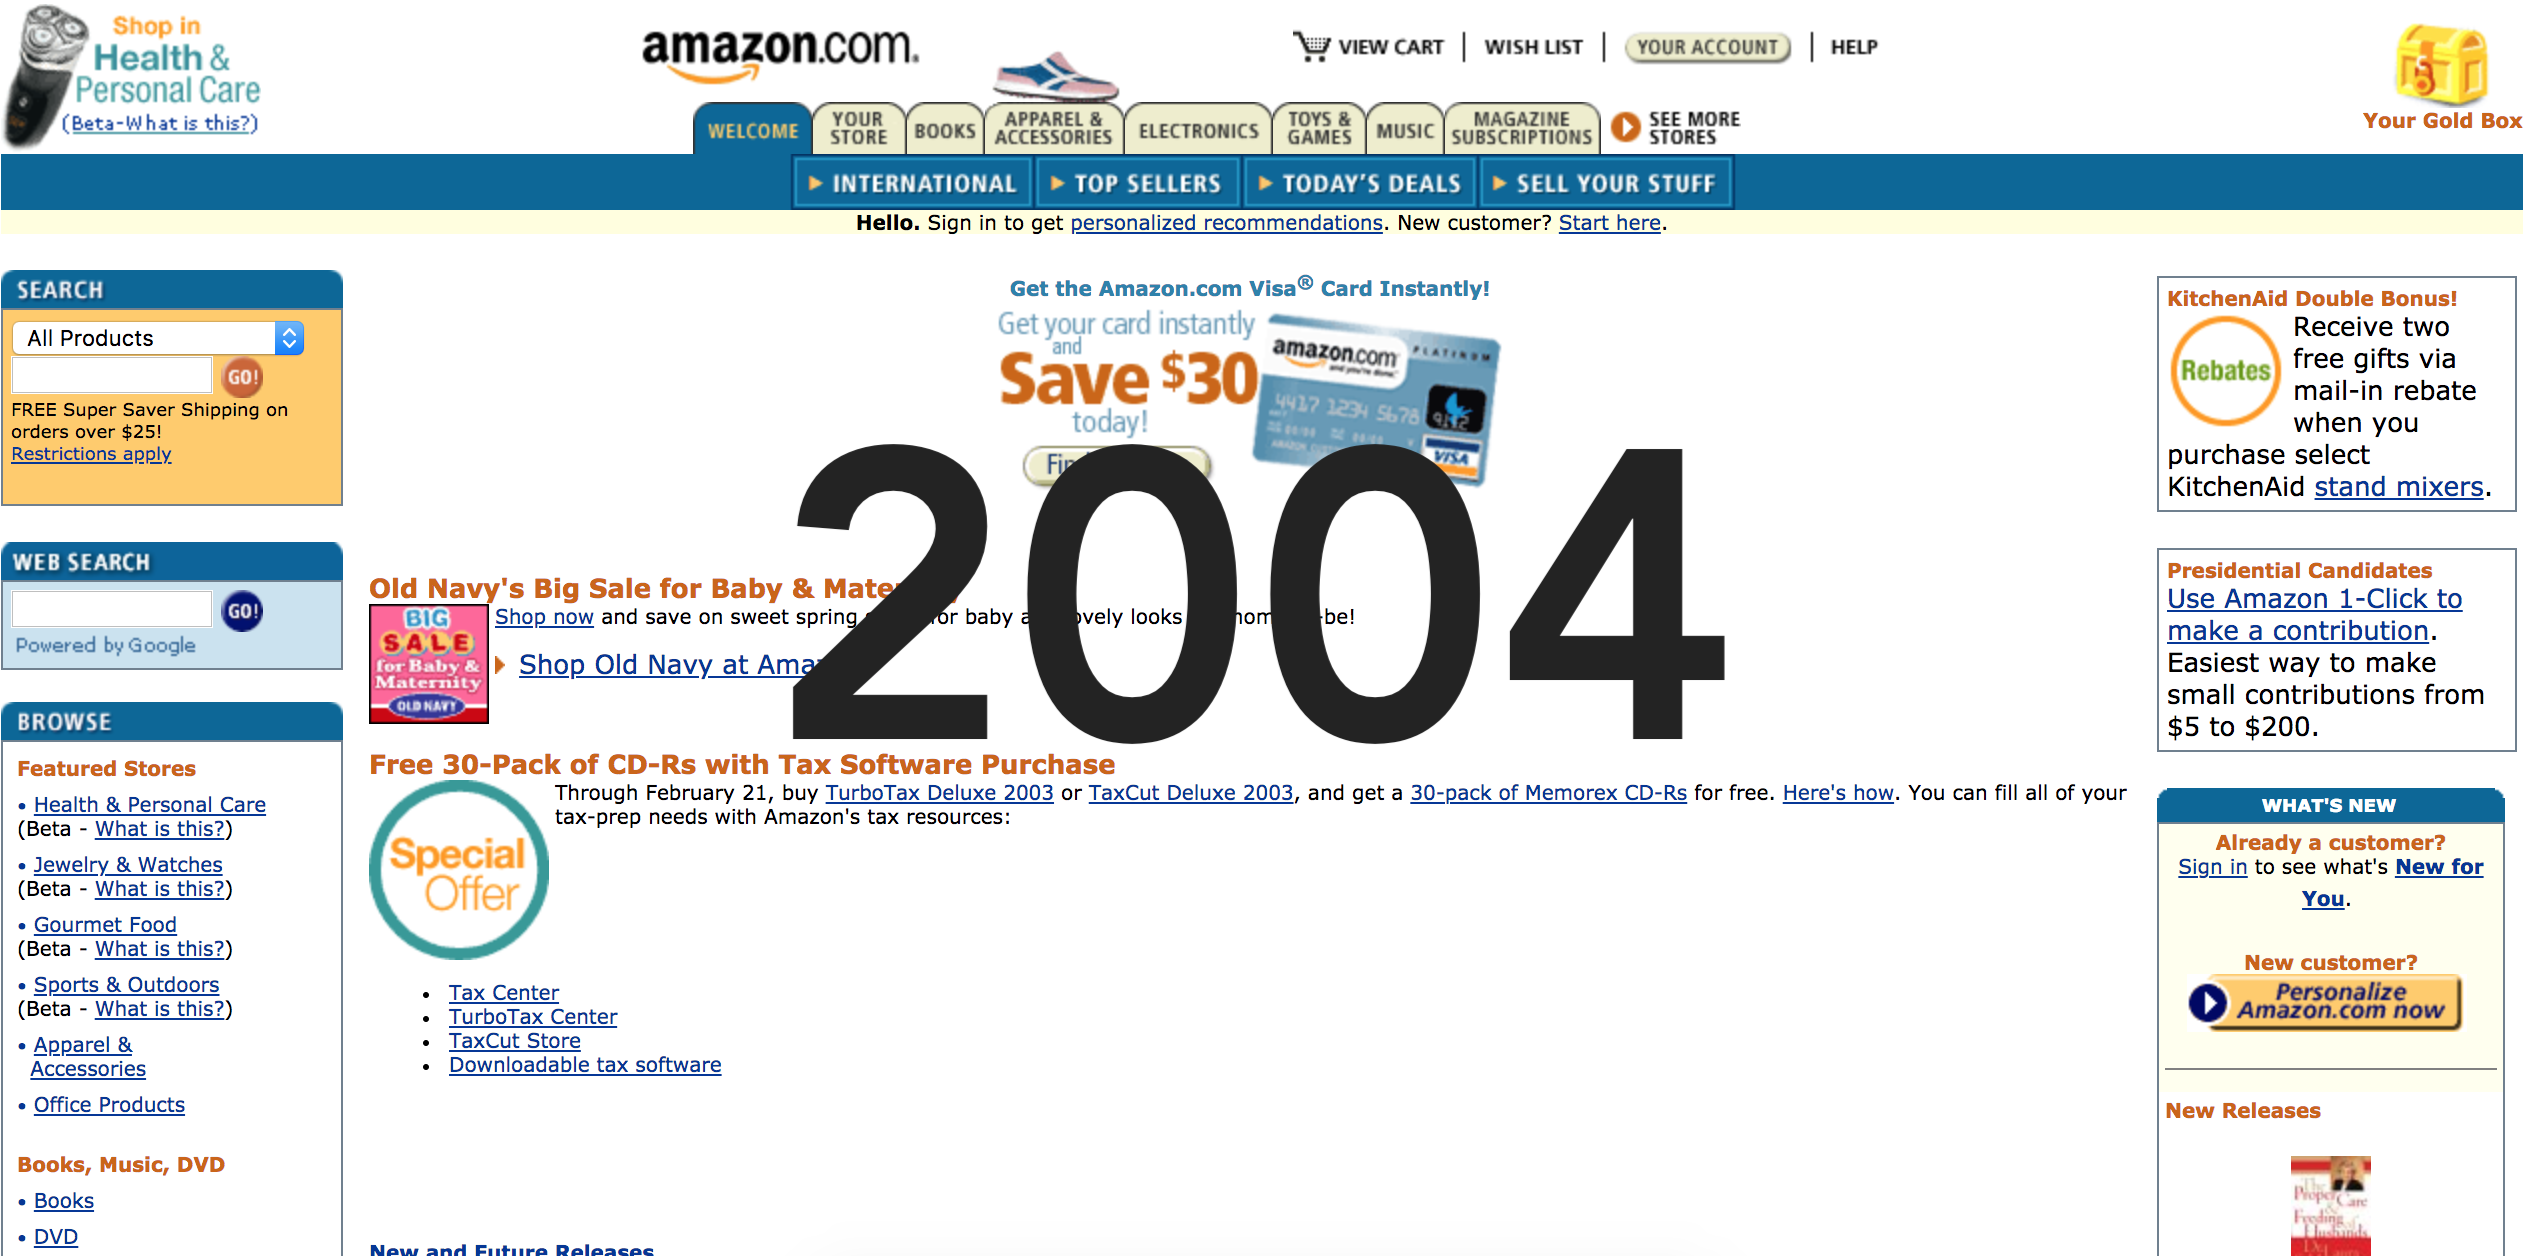 Shop in
Health &
Personal Care
(Beta-What is this?)
amazon.com.
VIEW CART | WISH LIST | YOUR ACCOUNT | HELP
Your Gold Box
WELCOME
YOUR STORE
BOOKS
APPAREL & ACCESSORIES
ELECTRONICS
TOYS & GAMES
MUSIC
MAGAZINE SUBSCRIPTIONS
SEE MORE STORES
INTERNATIONAL
TOP SELLERS
TODAY'S DEALS
SELL YOUR STUFF
Hello. Sign in to get personalized recommendations. New customer? Start here.
SEARCH
All Products
GO!
FREE Super Saver Shipping on
orders over $25!
Restrictions apply
WEB SEARCH
GO!
Powered by Google
BROWSE
Featured Stores
• Health & Personal Care
(Beta - What is this?)
• Jewelry & Watches
(Beta - What is this?)
• Gourmet Food
(Beta - What is this?)
• Sports & Outdoors
(Beta - What is this?)
• Apparel &
Accessories
• Office Products
Books, Music, DVD
• Books
• DVD
Get the Amazon.com Visa® Card Instantly!
Get your card instantly
and
Save $30
today!
amazon.com
PLATINUM
and you're done.
4417 1234 5678 9112
VISA
2004
Old Navy's Big Sale for Baby &
BIG
SALE
for Baby &
Maternity
OLD NAVY
Shop now and save on sweet spring for baby ovely looks be!
Shop Old Navy at
Free 30-Pack of CD-Rs with Tax Software Purchase
Special
Offer
Through February 21, buy TurboTax Deluxe 2003 or TaxCut Deluxe 2003, and get a 30-pack of Memorex CD-Rs for free. Here's how. You can fill all of your
tax-prep needs with Amazon's tax resources:
• Tax Center
• TurboTax Center
• TaxCut Store
• Downloadable tax software
New and Future Releases
KitchenAid Double Bonus!
Rebates
Receive two
free gifts via
mail-in rebate
when you
purchase select
KitchenAid stand mixers.
Presidential Candidates
Use Amazon 1-Click to
make a contribution.
Easiest way to make
small contributions from
$5 to $200.
WHAT'S NEW
Already a customer?
Sign in to see what's New for
You.
New customer?
Personalize
Amazon.com now
New Releases
The
Proper Care
&
Feeding of
Husbands